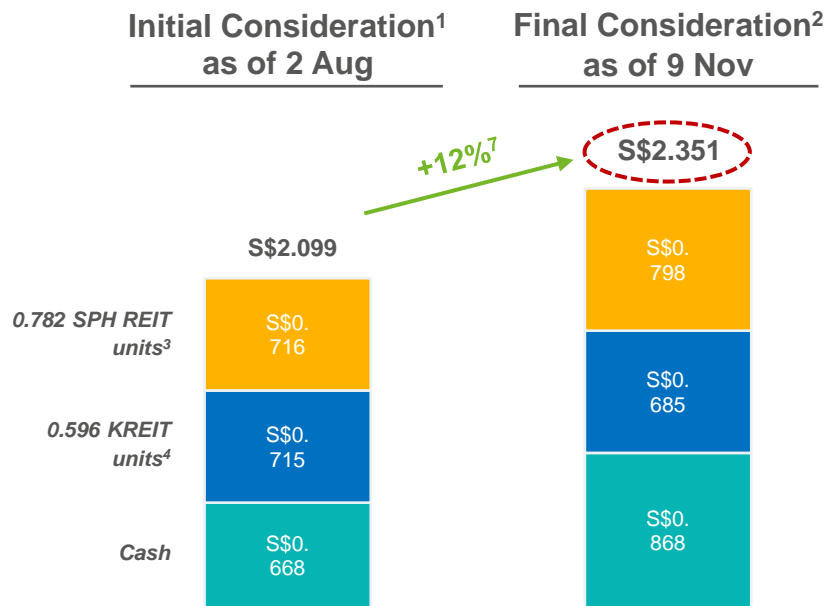 Initial Consideration1
as of 2 Aug
Final Consideration2
as of 9 Nov
+12%7
S$2.351
S$2.099
0.782 SPH REIT
units3
S$0.
716
S$0.
798
0.596 KREIT
units4
S$0.
715
S$0.
685
Cash
S$0.
668
S$0.
868